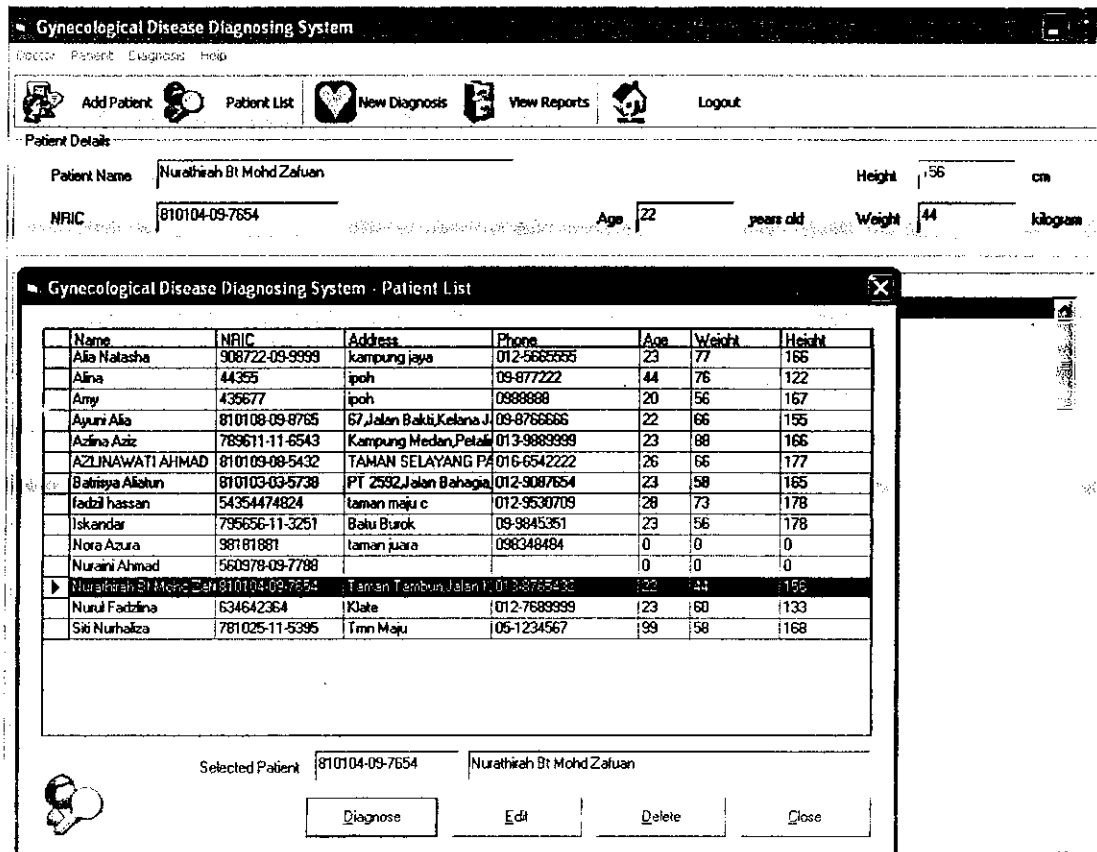 Gynecological Disease Diagnosing System
Doctor Patient Diagnosis Help
Add Patient Patient List New Diagnosis View Reports Logout
Patient Details
Patient Name Nurathirah Bt Mohd Zafuan Height 156 cm
NRIC 810104-09-7654 Age 22 years old Weight 44 kilogram
Gynecological Disease Diagnosing System - Patient List
Name NRIC Address Phone Age Weight Height
Alia Natasha 908722-09-9999 kampung jaya 012-5665555 23 77 166
Alina 44355 ipoh 09-877222 44 76 122
Amy 435677 ipoh 0988888 20 56 167
Ayuni Alia 810108-09-8765 67,Jalan Bakti,Kelana J 09-8766666 22 66 155
Azlina Aziz 789611-11-6543 Kampung Medan,Petali 013-9889999 23 88 166
AZLINAWATI AHMAD 810109-08-5432 TAMAN SELAYANG PA 016-6542222 26 66 177
Batrisya Aliatun 810103-03-5738 PT 2592,Jalan Bahagia, 012-9087654 23 58 165
fadzil hassan 54354474824 taman maju c 012-9530709 28 73 178
Iskandar 795656-11-3251 Batu Burok 09-9845351 23 56 178
Nora Azura 98181881 taman juara 098348484 0 0 0
Nuraini Ahmad 560978-09-7788 0 0 0
Nurathirah Bt Mohd Zafu 810104-09-7654 Taman Tambun,Jalan 013-8765432 22 44 156
Nurul Fadzlina 634642364 Klate 012-7689999 23 60 133
Siti Nurhaliza 781025-11-5395 Tmn Maju 05-1234567 99 58 168
Selected Patient 810104-09-7654 Nurathirah Bt Mohd Zafuan
Diagnose Edit Delete Close